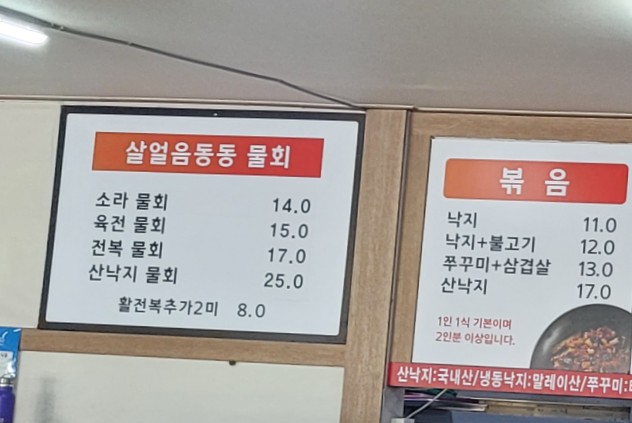 살얼음동동 물회
소라 물회 14.0
육전 물회 15.0
전복 물회 17.0
산낙지 물회 25.0
활전복추가2미 8.0
볶음
낙지 11.0
낙지+불고기 12.0
쭈꾸미+삼겹살 13.0
산낙지 17.0
1인 1식 기본이며
2인분 이상입니다.
산낙지:국내산/냉동낙지:말레이산/쭈꾸미: